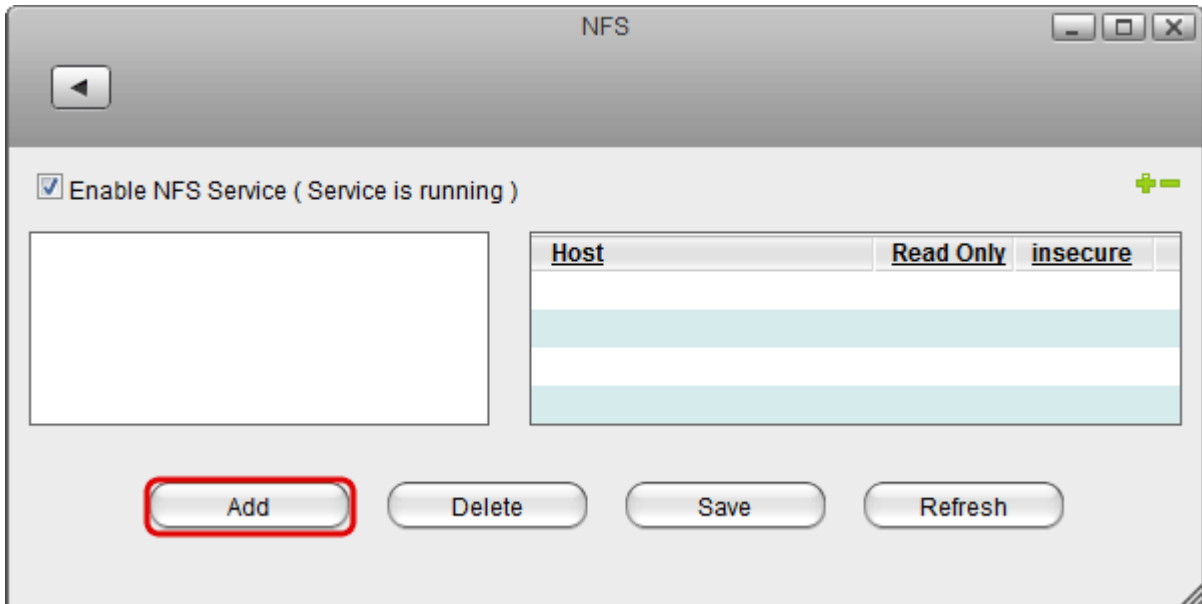 NFS
Enable NFS Service ( Service is running )
Host Read Only insecure
Add Delete Save Refresh